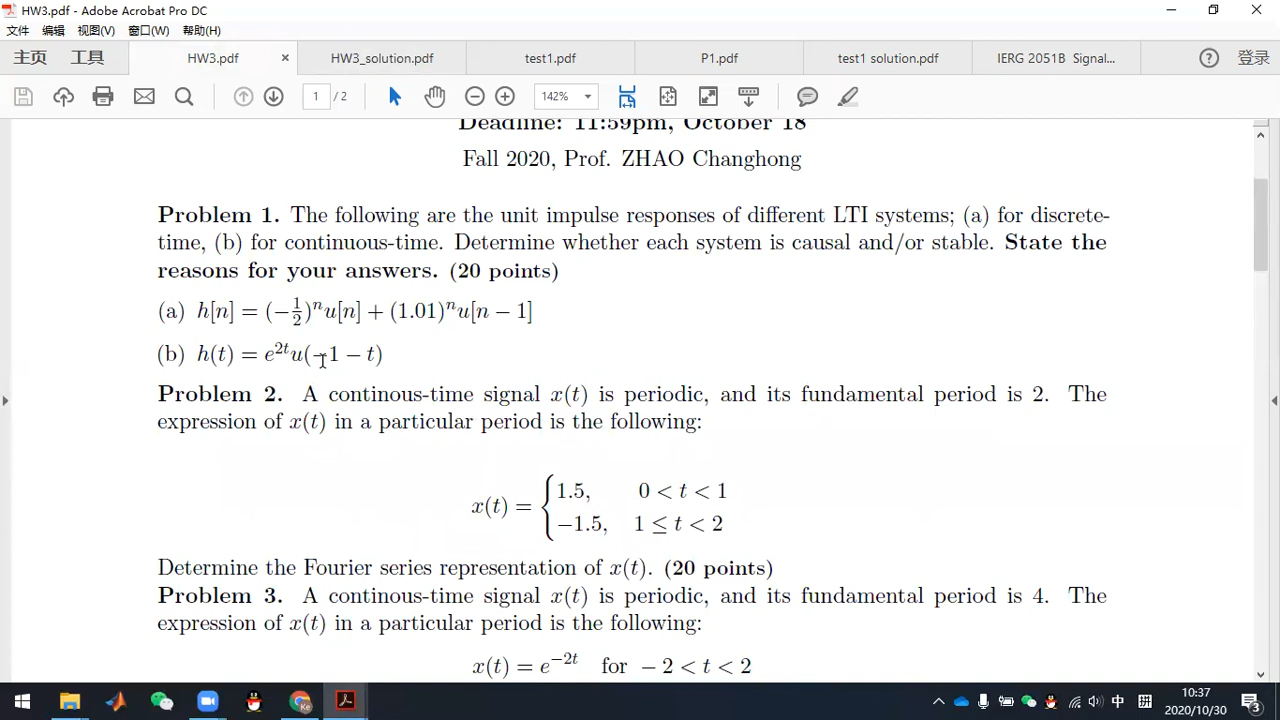 HW3.pdf - Adobe Acrobat Pro DC
文件 编辑 视图(V) 窗口(W) 帮助(H)
主页 工具 HW3.pdf × HW3_solution.pdf test1.pdf P1.pdf test1 solution.pdf IERG 2051B Signal... 登录
1 / 2 142%
Deadline: 11:59pm, October 18
Fall 2020, Prof. ZHAO Changhong
Problem 1. The following are the unit impulse responses of different LTI systems; (a) for discrete-
time, (b) for continuous-time. Determine whether each system is causal and/or stable. State the
reasons for your answers. (20 points)
(a) h[n] = (−1/2)^n u[n] + (1.01)^n u[n − 1]
(b) h(t) = e^{2t}u(−1 − t)
Problem 2. A continous-time signal x(t) is periodic, and its fundamental period is 2. The
expression of x(t) in a particular period is the following:
x(t) = { 1.5, 0 < t < 1
−1.5, 1 ≤ t < 2
Determine the Fourier series representation of x(t). (20 points)
Problem 3. A continous-time signal x(t) is periodic, and its fundamental period is 4. The
expression of x(t) in a particular period is the following:
x(t) = e^{−2t} for − 2 < t < 2
中 拼 10:37
2020/10/30 3